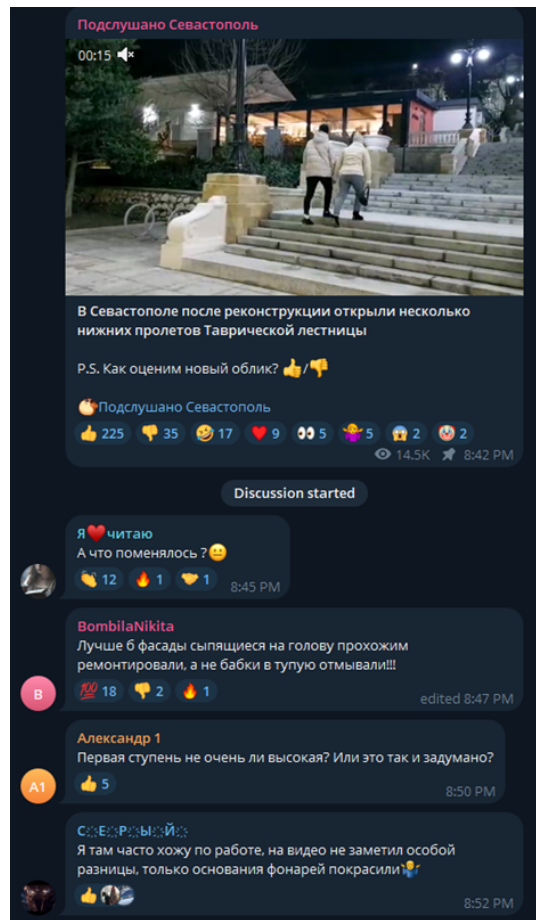 Подслушано Севастополь
00:15
В Севастополе после реконструкции открыли несколько
нижних пролетов Таврической лестницы
P.S. Как оценим новый облик? 👍/👎
Подслушано Севастополь
👍 225 👎 35 🤣 17 ❤️ 9 👀 5 🤷‍♀️ 5 😱 2 🤡 2
14.5K 8:42 PM
Discussion started
Я❤️читаю
А что поменялось ?😐
👏 12 🔥 1 🤝 1 8:45 PM
BombilaNikita
Лучше б фасады сыпящиеся на голову прохожим
ремонтировали, а не бабки в тупую отмывали!!!
💯 18 👎 2 🔥 1 edited 8:47 PM
B
Александр 1
Первая ступень не очень ли высокая? Или это так и задумано?
👍 5 8:50 PM
А1
С҉Е҉Р҉Ы҉Й҉
Я там часто хожу по работе, на видео не заметил особой
разницы, только основания фонарей покрасили🤷‍♂️
8:52 PM